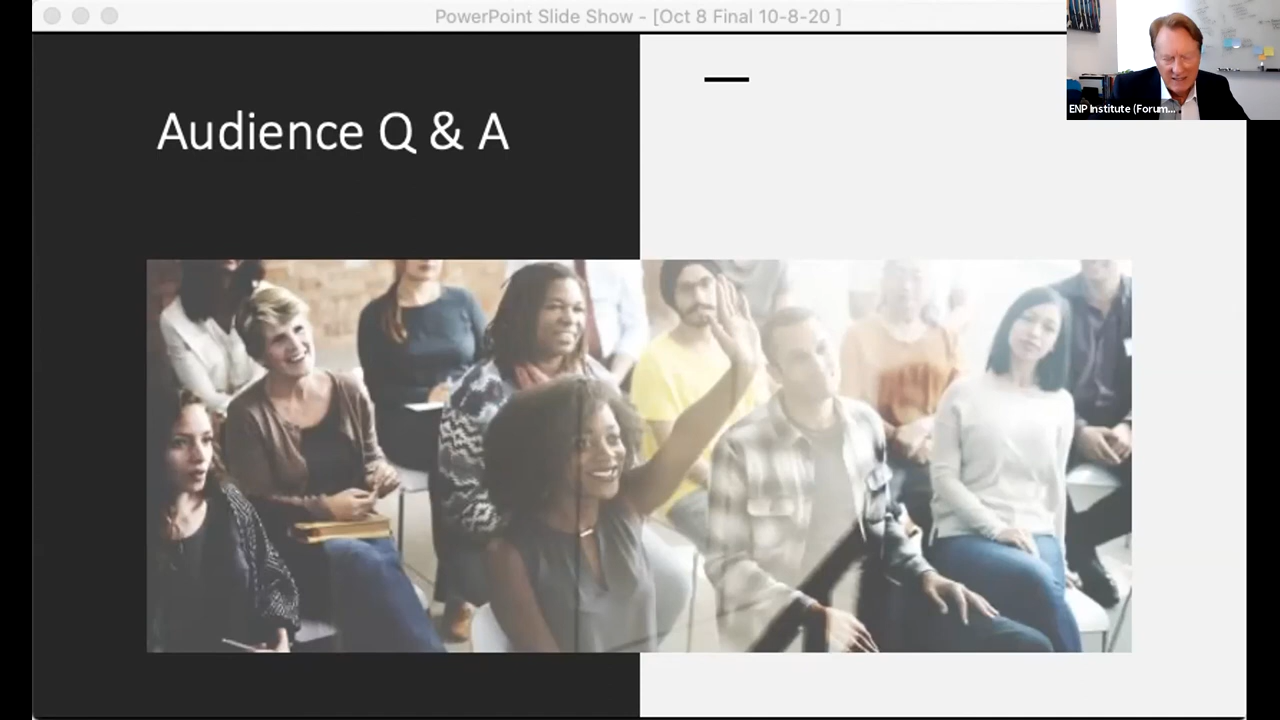 PowerPoint Slide Show - [Oct 8 Final 10-8-20 ]
ENP Institute (Forum...
Audience Q & A